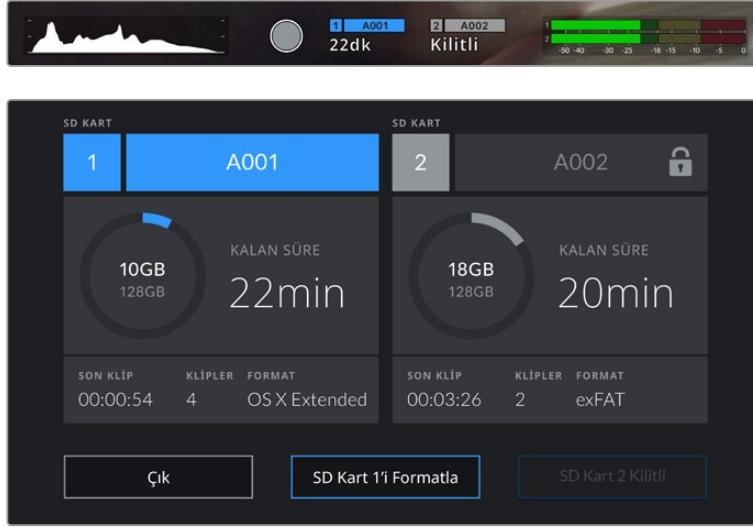 1 A001 2 A002
22dk Kilitli
1
2
-50 -40 -30 -25 -18 -15 -10 -5 0
SD KART SD KART
1 A001 2 A002
10GB
128GB
KALAN SÜRE
22min
18GB
128GB
KALAN SÜRE
20min
SON KLİP KLİPLER FORMAT
00:00:54 4 OS X Extended
SON KLİP KLİPLER FORMAT
00:03:26 2 exFAT
Çık SD Kart 1’i Formatla SD Kart 2 Kilitli